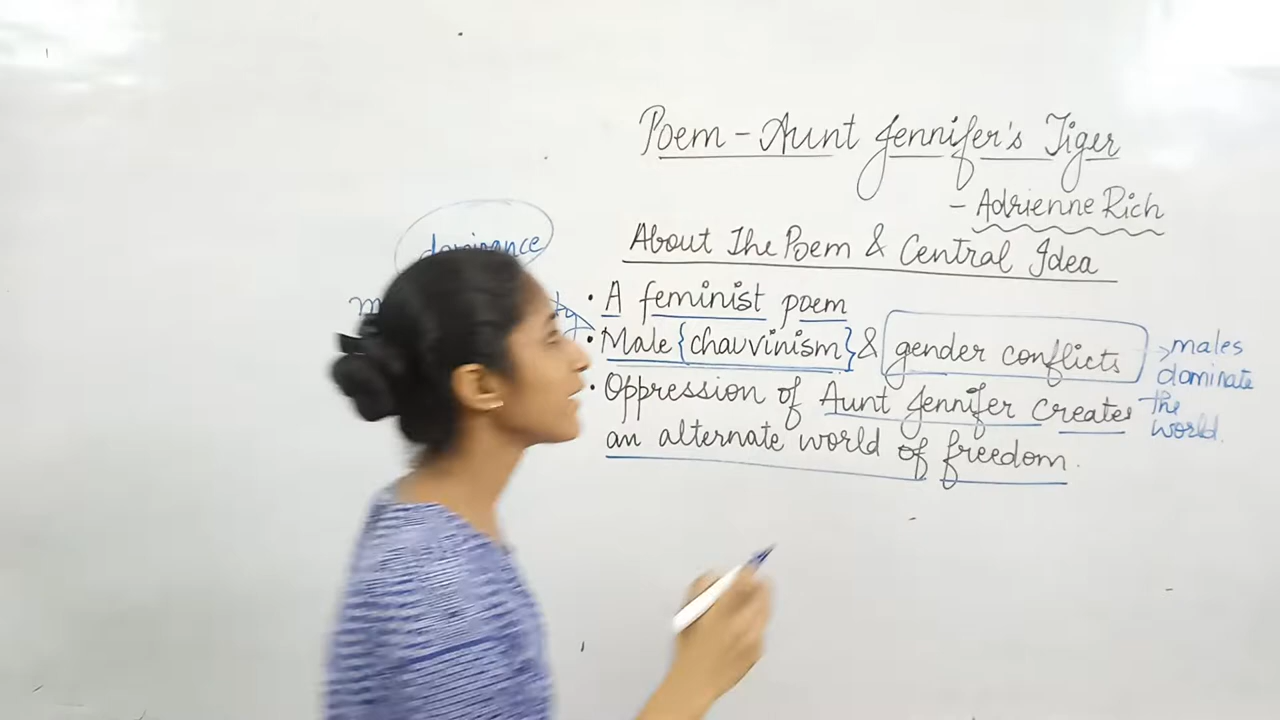 Poem - Aunt Jennifer's Tiger
- Adrienne Rich
About The Poem & Central Idea
dominance
• A feminist poem
• Male {chauvinism} & gender conflicts
→ males
dominate
the
world.
• Oppression of Aunt Jennifer creates
an alternate world of freedom.